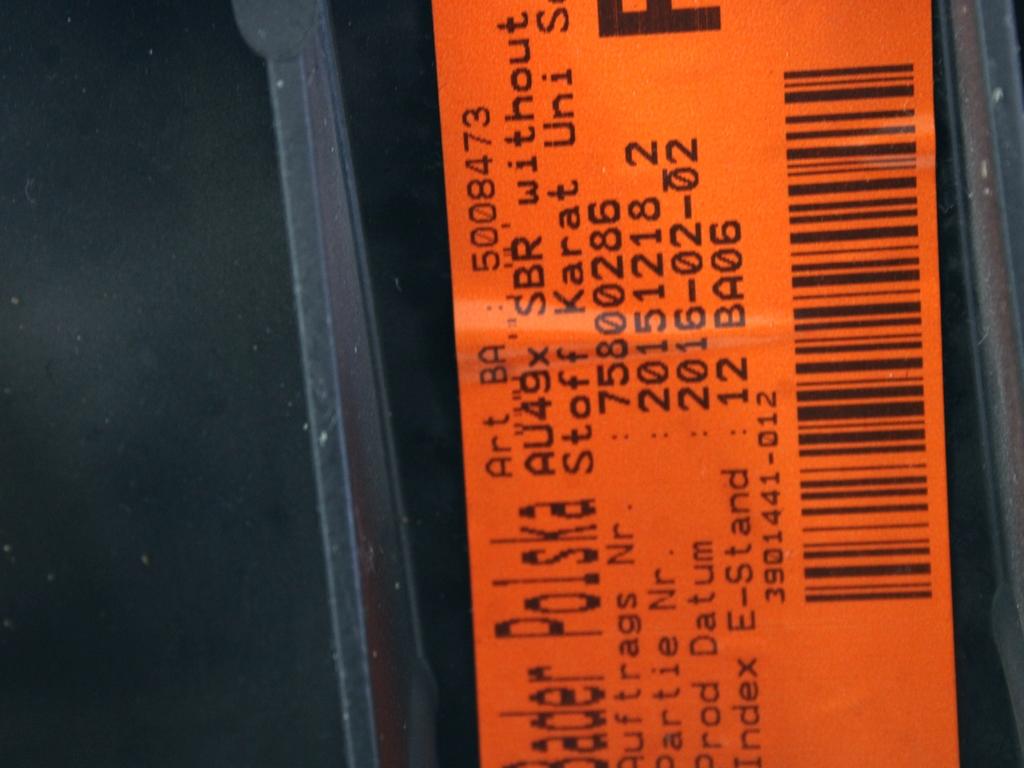 Bader Polska Art BA.: 5008473
AU49x SBR without
Stoff Karat Uni
Auftrags Nr. : 75800286
Partie Nr. : 20151218 2
Prod Datum : 2016-02-02
Index E-Stand : 12 BA06
3901441-012